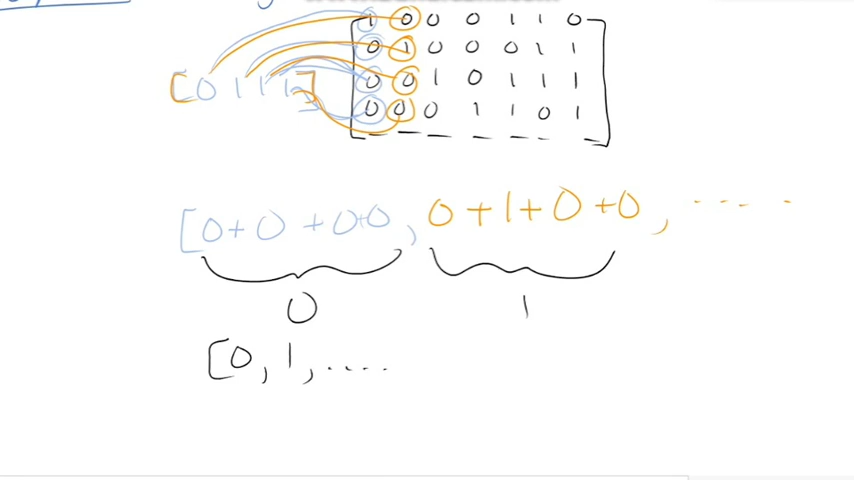 1 0 0 0 1 1 0
0 1 0 0 0 1 1
[0 1 1 1] 0 0 1 0 1 1 1
0 0 0 1 1 0 1
[0+0+0+0, 0+1+0+0, .....
0 1
[0, 1, .....